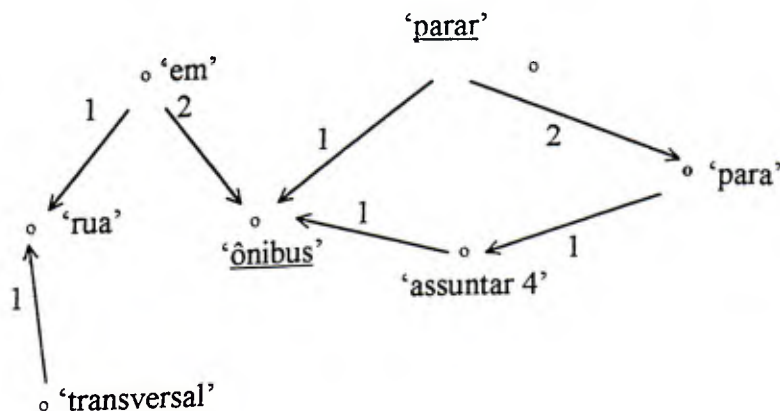 ‘parar’
‘em’
1
2
1
2
‘para’
‘rua’
‘ônibus’
1
1
‘assuntar 4’
1
‘transversal’